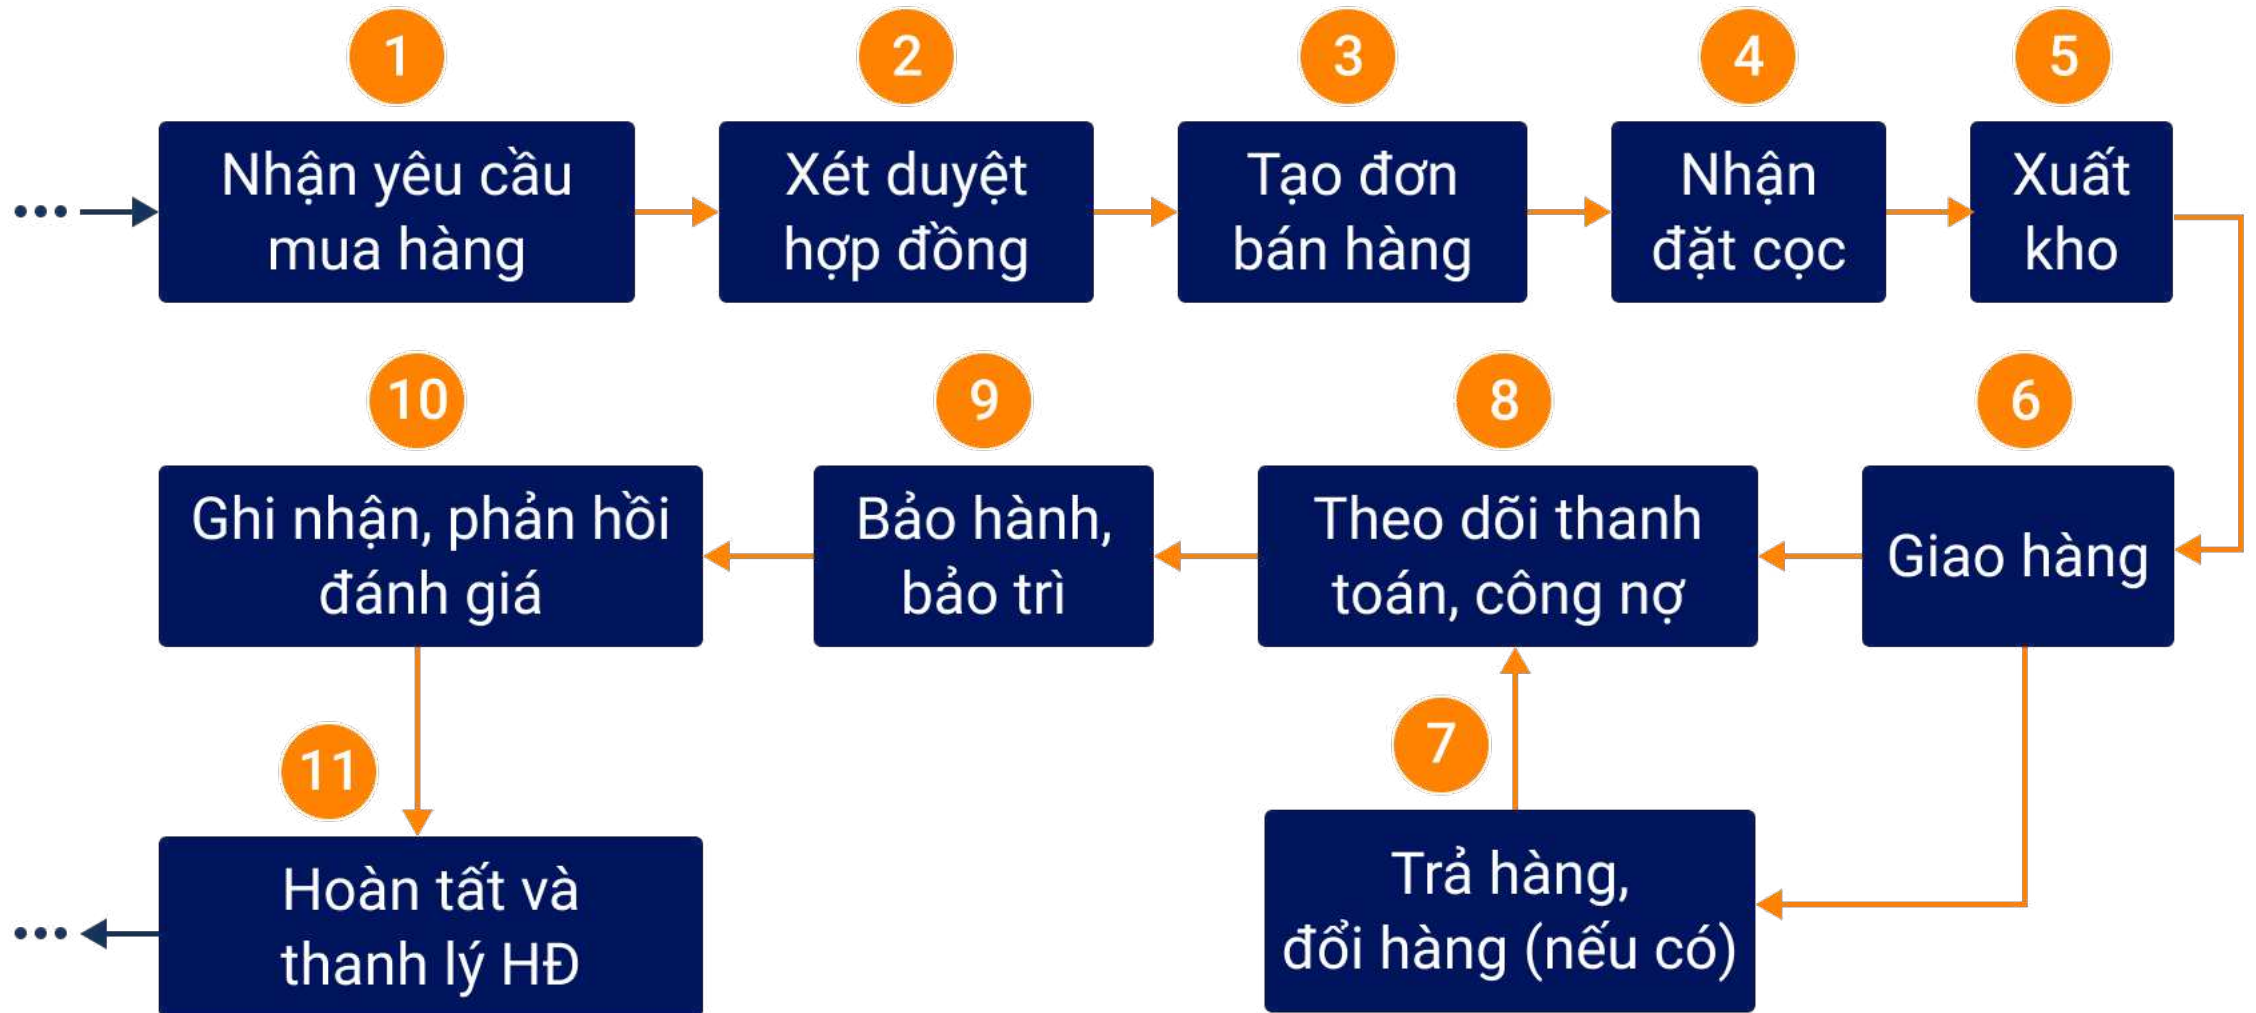 1
Nhận yêu cầu
mua hàng
2
Xét duyệt
hợp đồng
3
Tạo đơn
bán hàng
4
Nhận
đặt cọc
5
Xuất
kho
6
Giao hàng
7
Trả hàng,
đổi hàng (nếu có)
8
Theo dõi thanh
toán, công nợ
9
Bảo hành,
bảo trì
10
Ghi nhận, phản hồi
đánh giá
11
Hoàn tất và
thanh lý HĐ